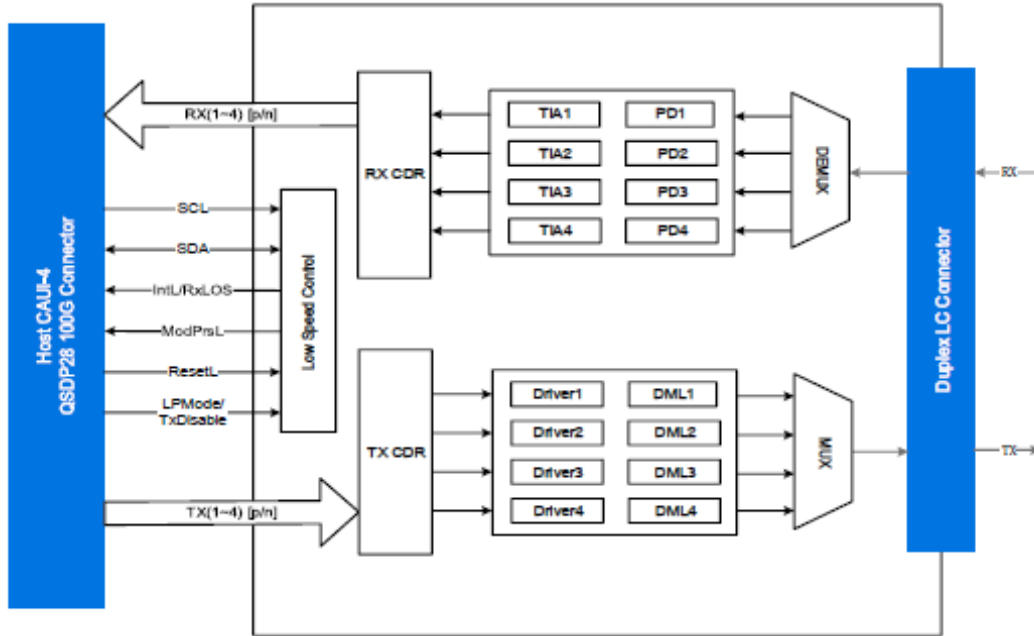 Host CAUI-4
QSDP28 100G Connector
RX(1~4) [p/n]
SCL
SDA
IntL/RxLOS
ModPrsL
ResetL
LPMode/
TxDisable
TX(1~4) [p/n]
Low Speed Control
RX CDR
TIA1
PD1
TIA2
PD2
TIA3
PD3
TIA4
PD4
DEMUX
TX CDR
Driver1
DML1
Driver2
DML2
Driver3
DML3
Driver4
DML4
MUX
Duplex LC Connector
RX
TX